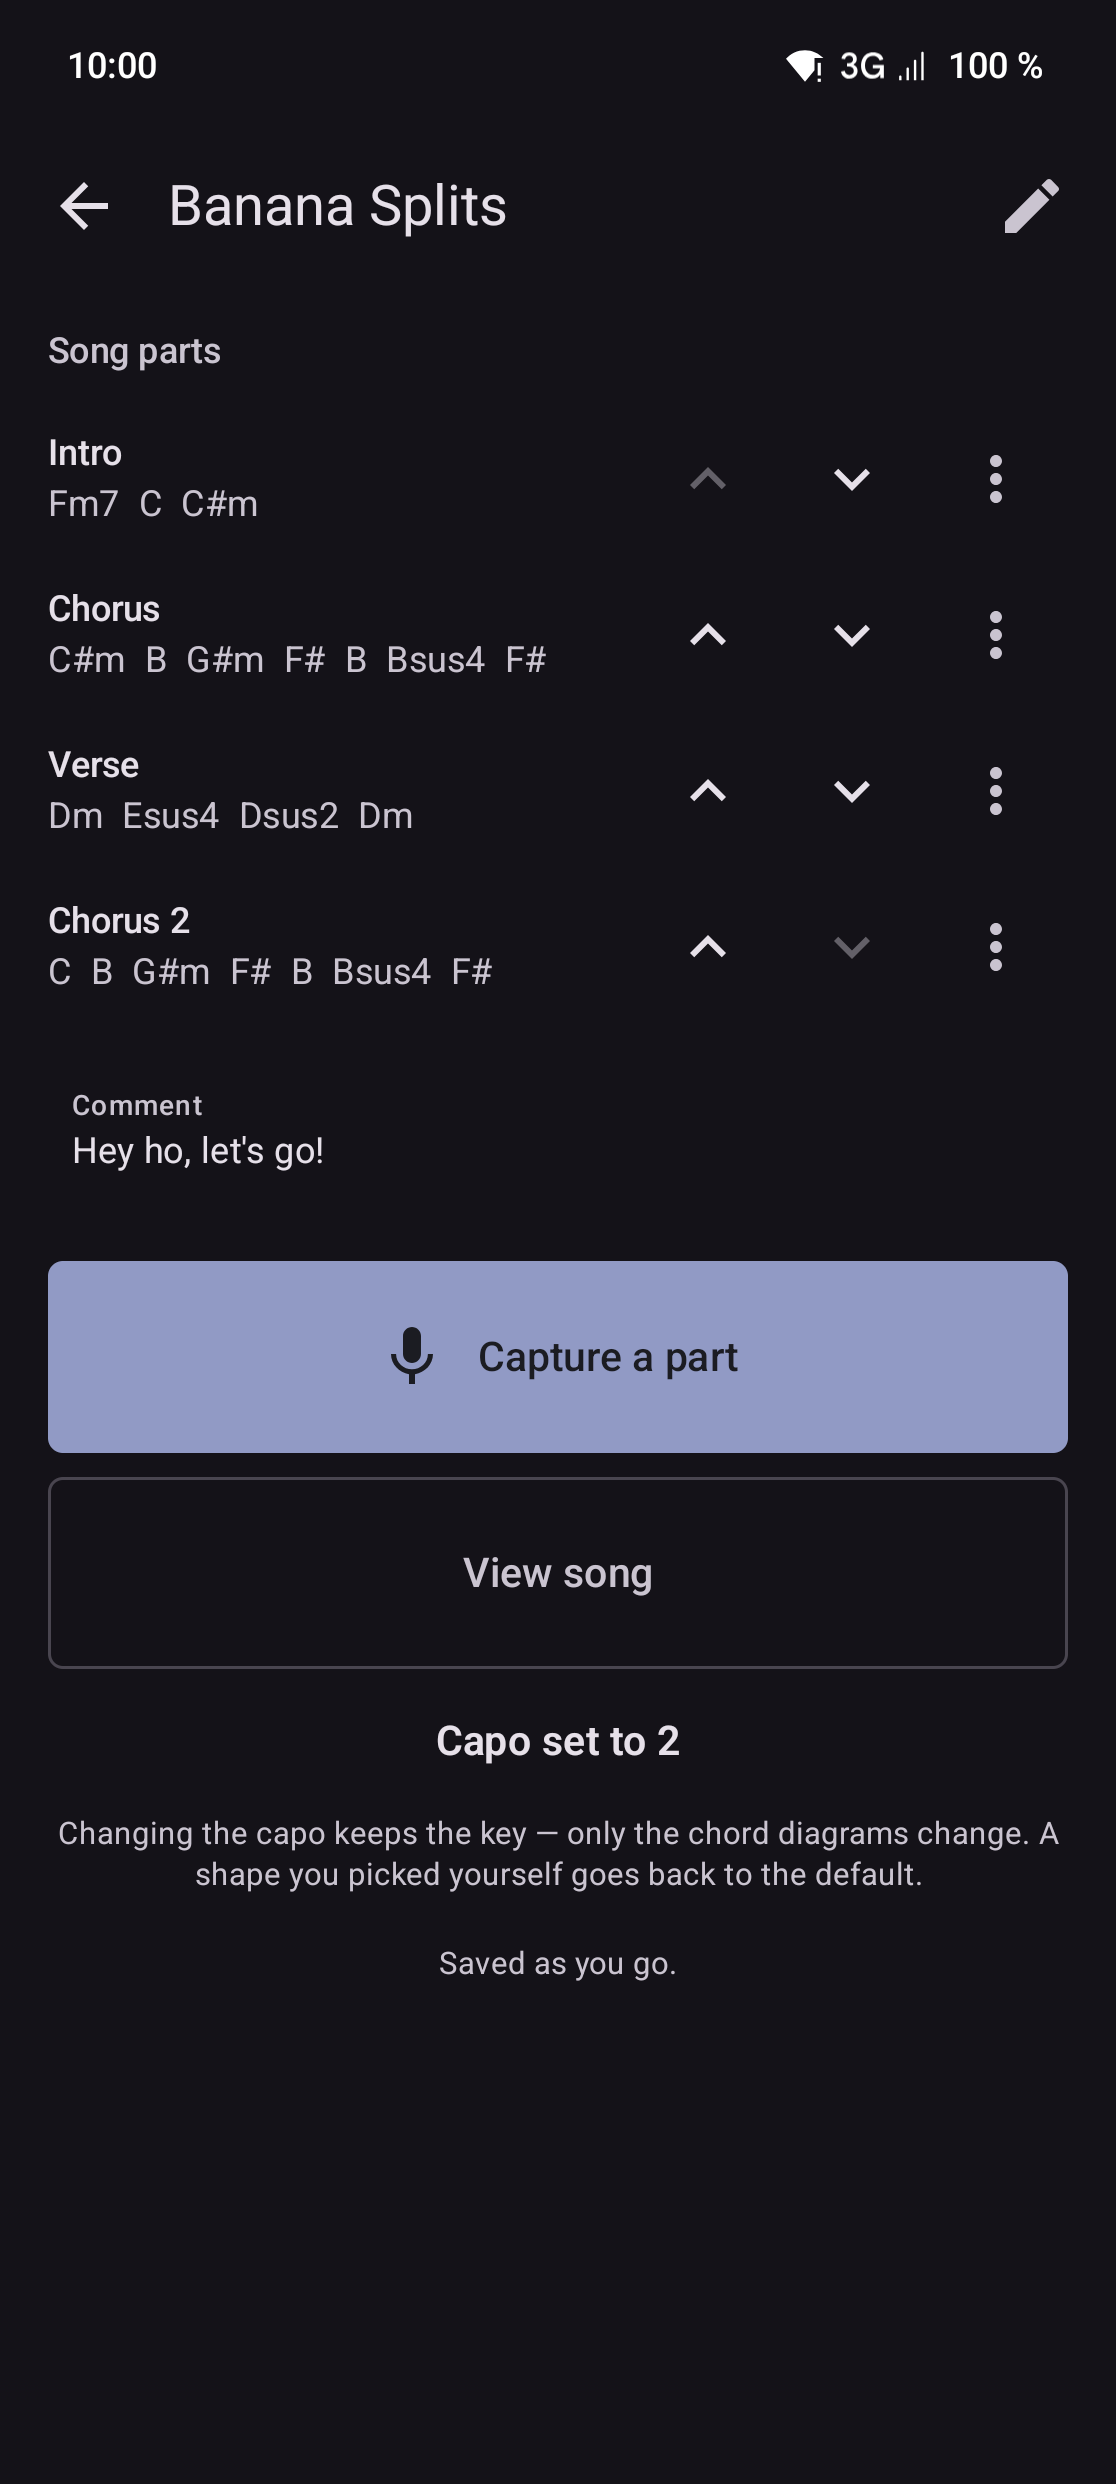 10:00
3G 100 %
Banana Splits
Song parts
Intro
Fm7 C C#m
Chorus
C#m B G#m F# B Bsus4 F#
Verse
Dm Esus4 Dsus2 Dm
Chorus 2
C B G#m F# B Bsus4 F#
Comment
Hey ho, let's go!
Capture a part
View song
Capo set to 2
Changing the capo keeps the key — only the chord diagrams change. A
shape you picked yourself goes back to the default.
Saved as you go.